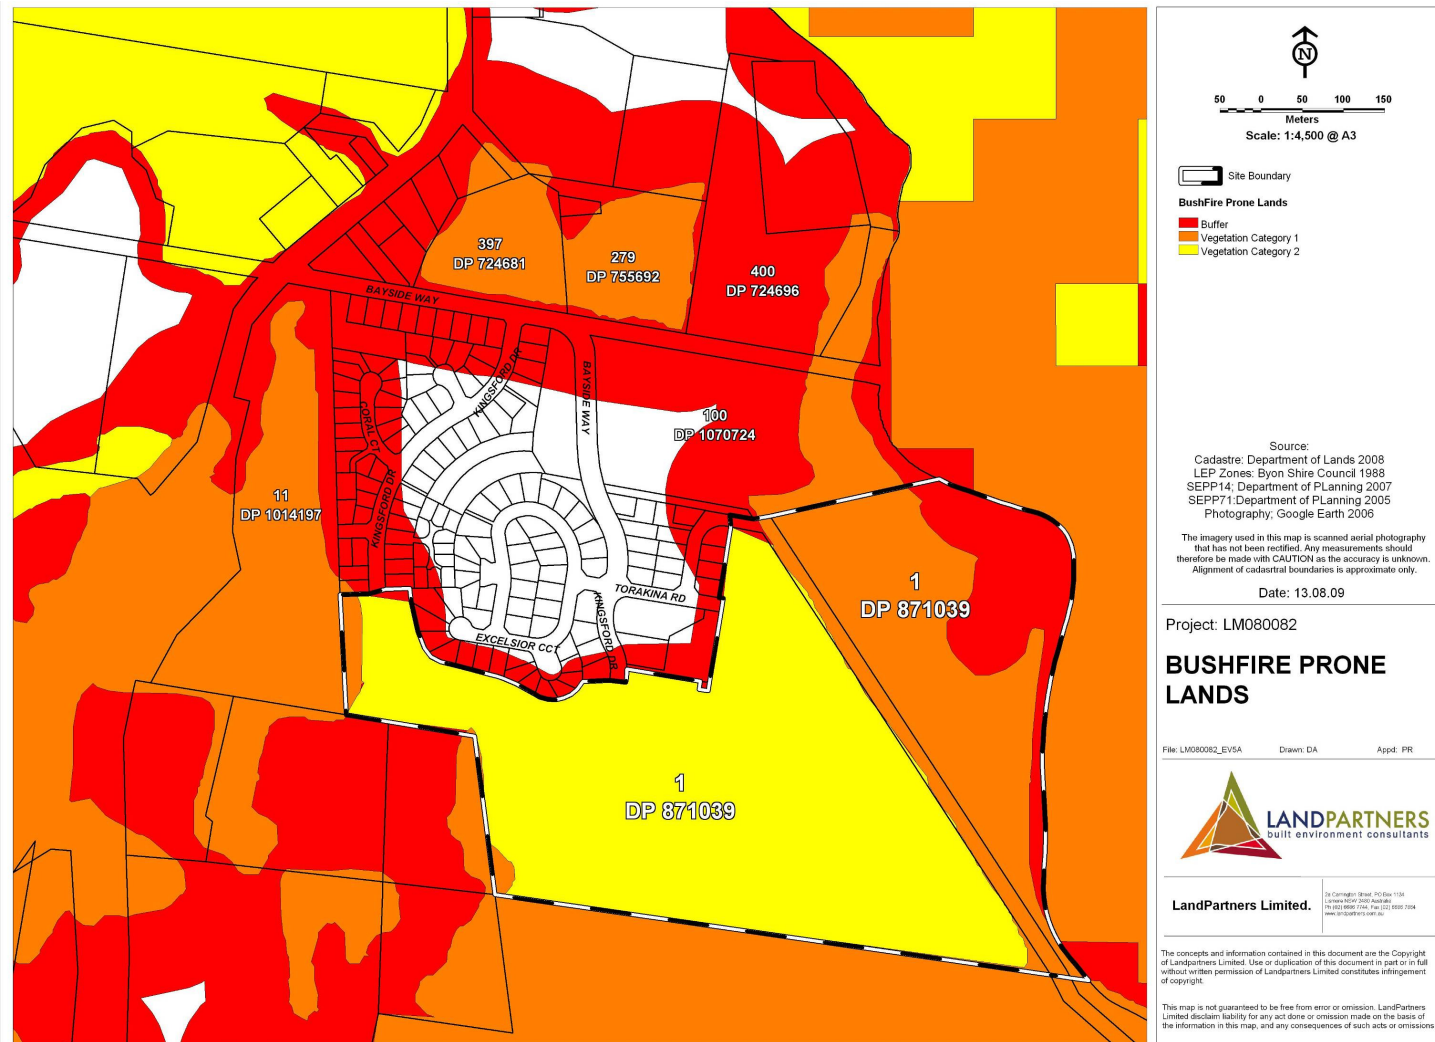 397
DP 724681
279
DP 755692
400
DP 724696
BAYSIDE WAY
KINGSFORD DR
BAYSIDE WAY
CORAL CT
100
DP 1070724
11
DP 1014197
KINGSFORD DR
1
DP 871039
TORAKINA RD
KINGSFORD DR
EXCELSIOR CCT
1
DP 871039
N
50 0 50 100 150
Meters
Scale: 1:4,500 @ A3
Site Boundary
BushFire Prone Lands
Buffer
Vegetation Category 1
Vegetation Category 2
Source:
Cadastre: Department of Lands 2008
LEP Zones: Byon Shire Council 1988
SEPP14; Department of PLanning 2007
SEPP71:Department of PLanning 2005
Photography; Google Earth 2006
The imagery used in this map is scanned aerial photography
that has not been rectified. Any measurements should
therefore be made with CAUTION as the accuracy is unknown.
Alignment of cadasrtral boundaries is approximate only.
Date: 13.08.09
Project: LM080082
BUSHFIRE PRONE
LANDS
File: LM080082_EV5A Drawn: DA Appd: PR
LANDPARTNERS
built environment consultants
LandPartners Limited.
Lismore NSW 2480 Australia
www.landpartners.com.au
The concepts and information contained in this document are the Copyright
of Landpartners Limited. Use or duplication of this document in part or in full
without written permission of Landpartners Limited constitutes infringement
of copyright.
This map is not guaranteed to be free from error or omission. LandPartners
Limited disclaim liability for any act done or omission made on the basis of
the information in this map, and any consequences of such acts or omissions